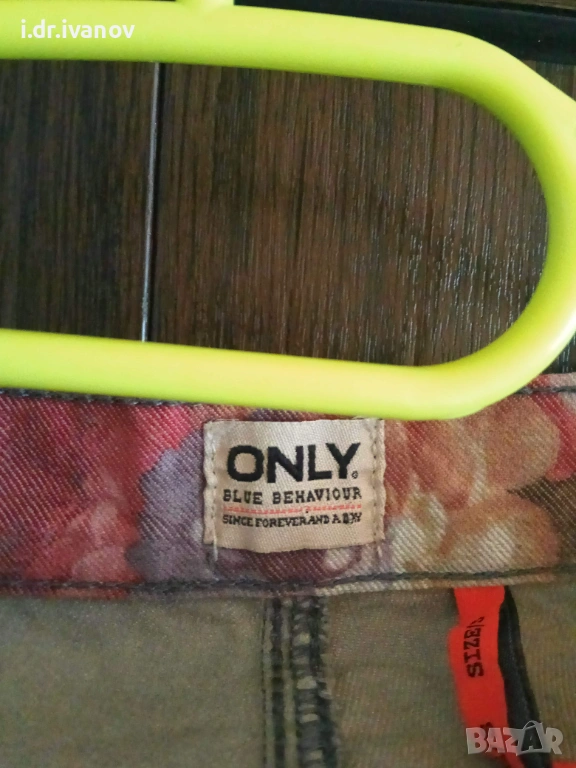 i.dr.ivanov
ONLY
BLUE BEHAVIOUR
SINCE FOREVER AND A DAY
SIZE
BAZAR